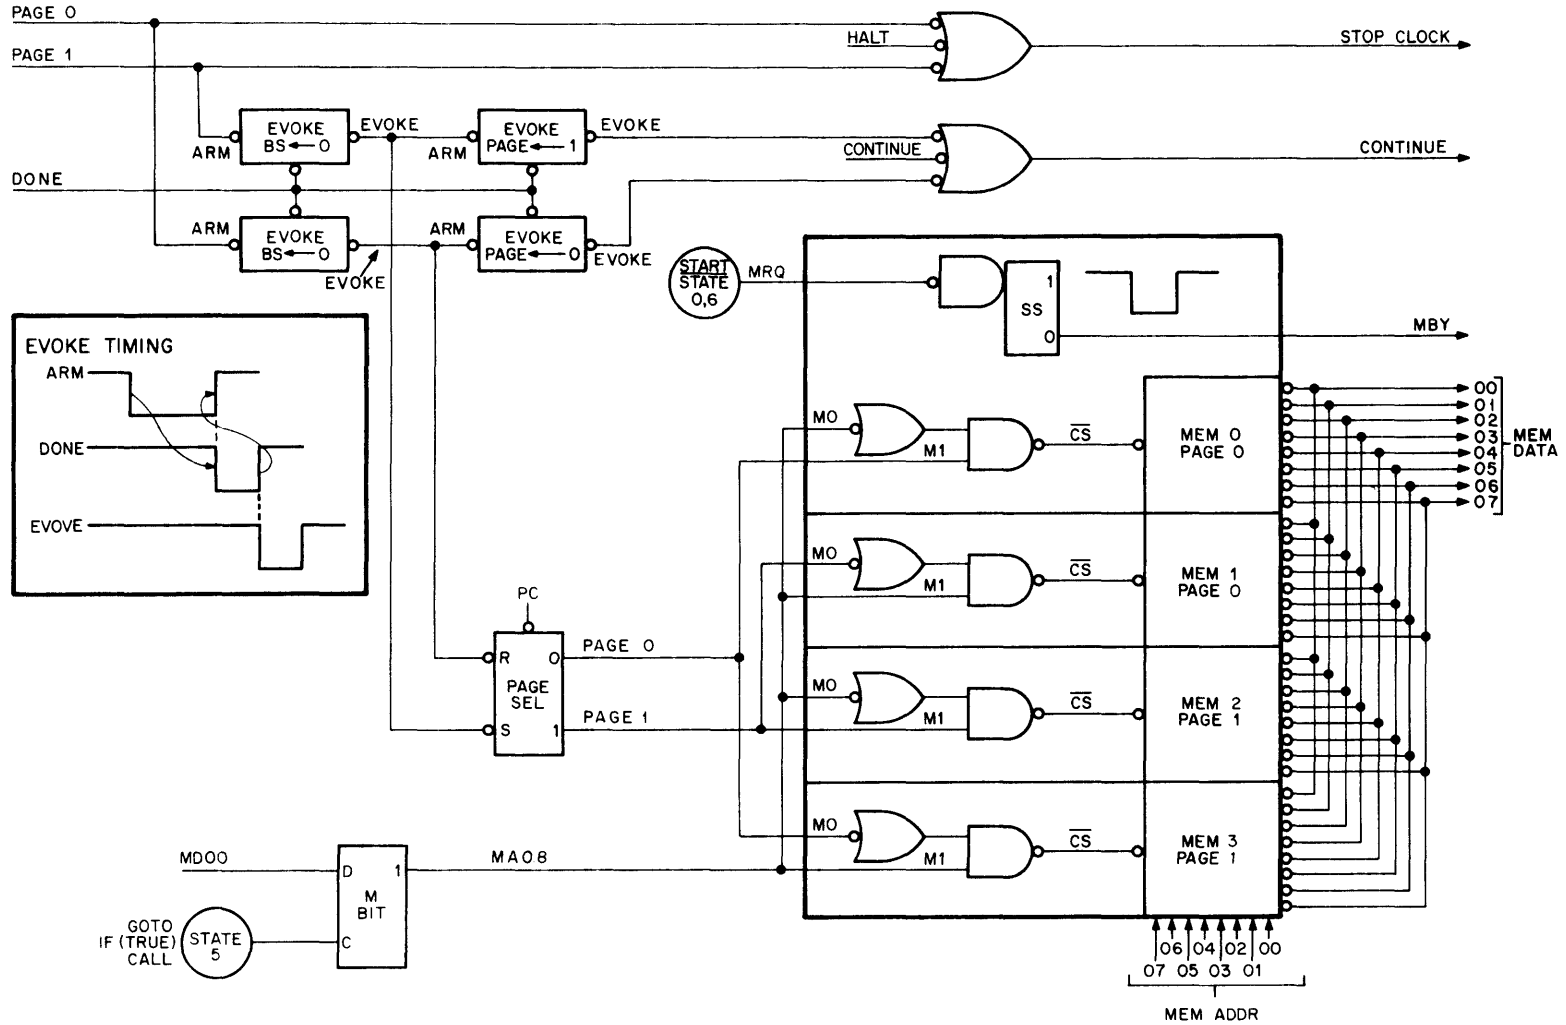 PAGE 0
HALT
STOP CLOCK
PAGE 1
EVOKE
BS←0
EVOKE
ARM
EVOKE
PAGE←1
EVOKE
ARM
CONTINUE
CONTINUE
DONE
ARM
EVOKE
BS←0
EVOKE
ARM
EVOKE
PAGE←0
EVOKE
START
STATE
0,6
MRQ
1
SS
0
MBY
EVOKE TIMING
ARM
DONE
EVOVE
M0
M1
CS
MEM 0
PAGE 0
00
01
02
03
04
05
06
07
MEM
DATA
M0
M1
CS
MEM 1
PAGE 0
PC
R
0
PAGE
SEL
S
1
PAGE 0
PAGE 1
M0
M1
CS
MEM 2
PAGE 1
M0
M1
CS
MEM 3
PAGE 1
MD00
D
1
M
BIT
C
MA08
GOTO
IF (TRUE)
CALL
STATE
5
06 04 02 00
07 05 03 01
MEM ADDR